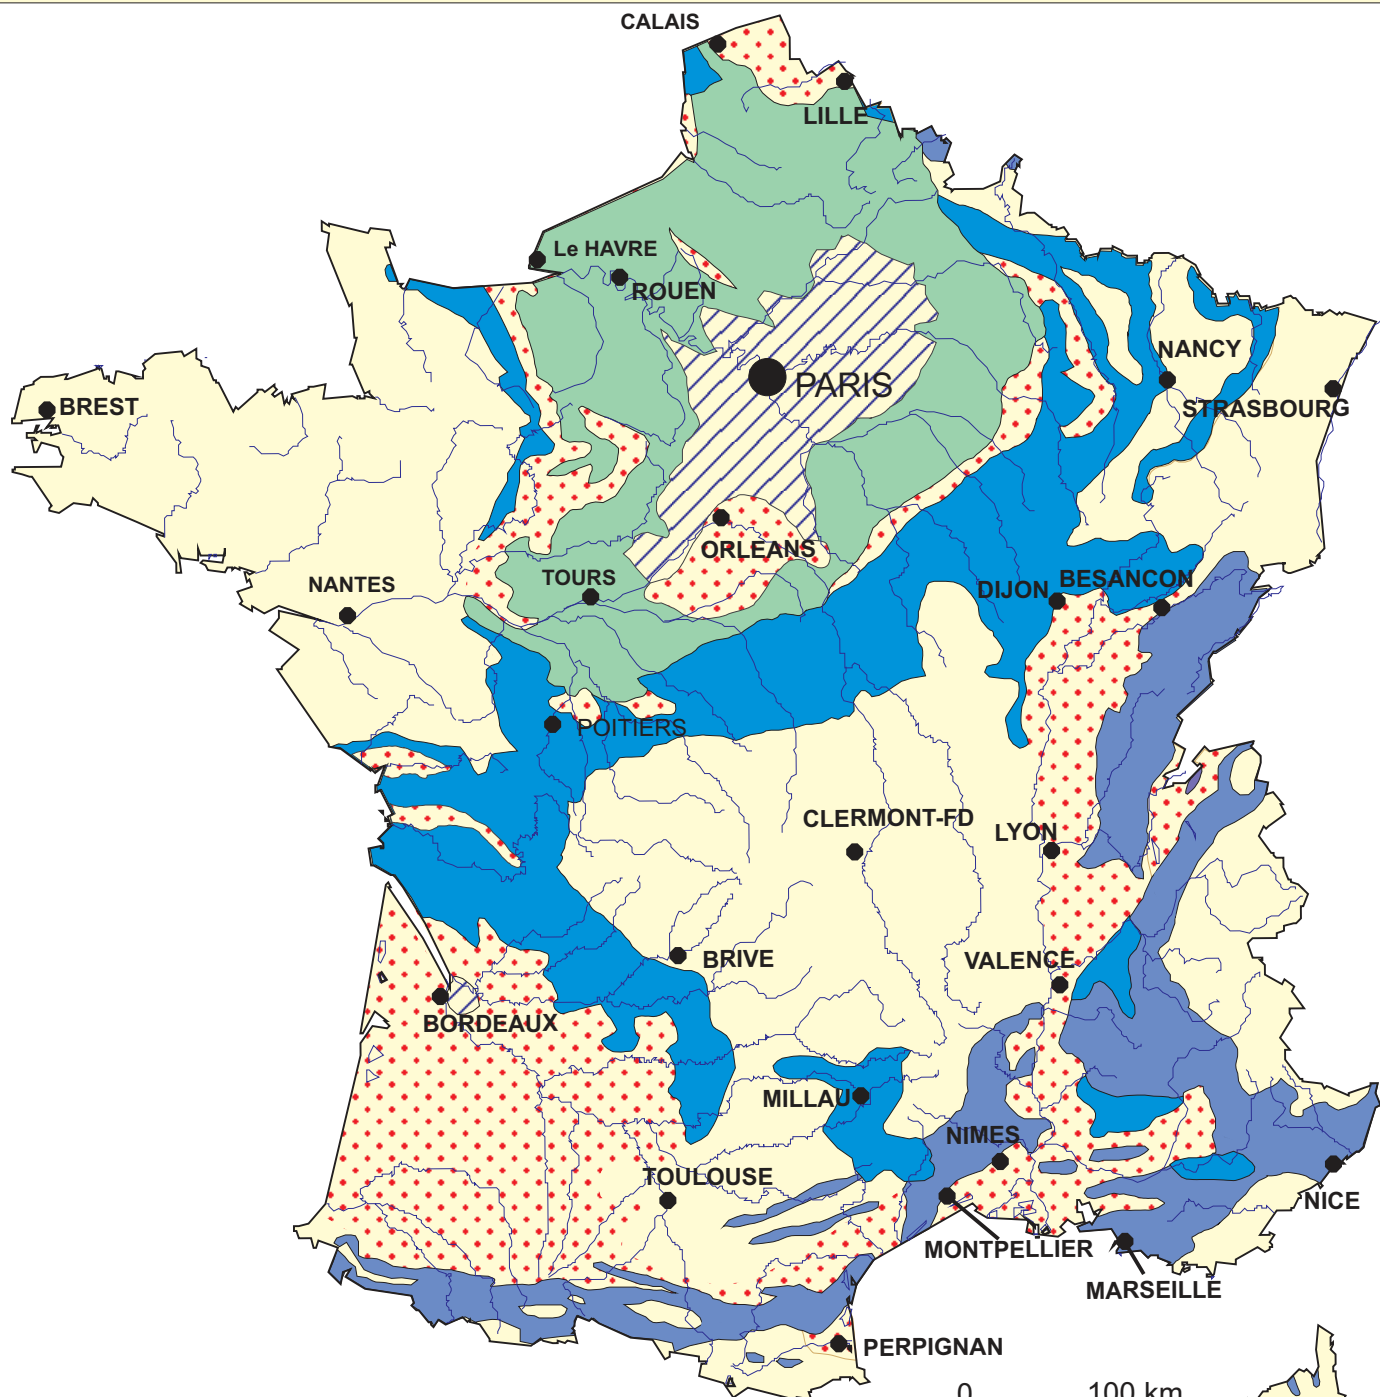 CALAIS
LILLE
Le HAVRE
ROUEN
NANCY
PARIS
BREST
STRASBOURG
ORLEANS
TOURS
NANTES
DIJON
BESANCON
POITIERS
CLERMONT-FD
LYON
BRIVE
VALENCE
BORDEAUX
MILLAU
NIMES
TOULOUSE
NICE
MONTPELLIER
MARSEILLE
PERPIGNAN
0 100 km